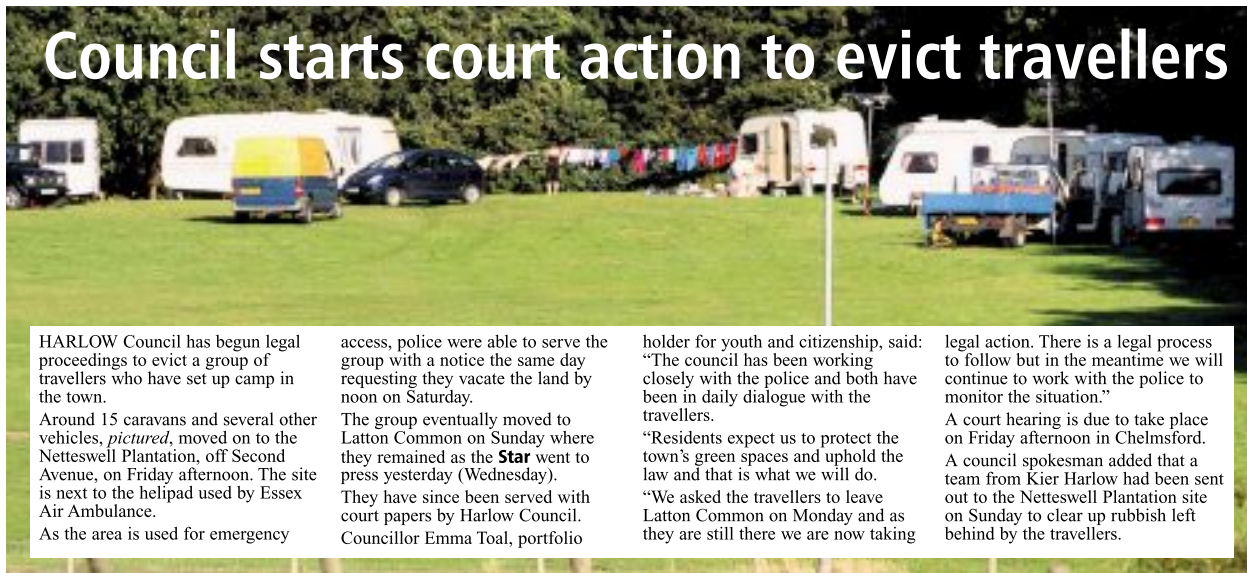 Council starts court action to evict travellers
HARLOW Council has begun legal
proceedings to evict a group of
travellers who have set up camp in
the town.
Around 15 caravans and several other
vehicles, pictured, moved on to the
Netteswell Plantation, off Second
Avenue, on Friday afternoon. The site
is next to the helipad used by Essex
Air Ambulance.
As the area is used for emergency
access, police were able to serve the
group with a notice the same day
requesting they vacate the land by
noon on Saturday.
The group eventually moved to
Latton Common on Sunday where
they remained as the Star went to
press yesterday (Wednesday).
They have since been served with
court papers by Harlow Council.
Councillor Emma Toal, portfolio
holder for youth and citizenship, said:
“The council has been working
closely with the police and both have
been in daily dialogue with the
travellers.
“Residents expect us to protect the
town’s green spaces and uphold the
law and that is what we will do.
“We asked the travellers to leave
Latton Common on Monday and as
they are still there we are now taking
legal action. There is a legal process
to follow but in the meantime we will
continue to work with the police to
monitor the situation.”
A court hearing is due to take place
on Friday afternoon in Chelmsford.
A council spokesman added that a
team from Kier Harlow had been sent
out to the Netteswell Plantation site
on Sunday to clear up rubbish left
behind by the travellers.